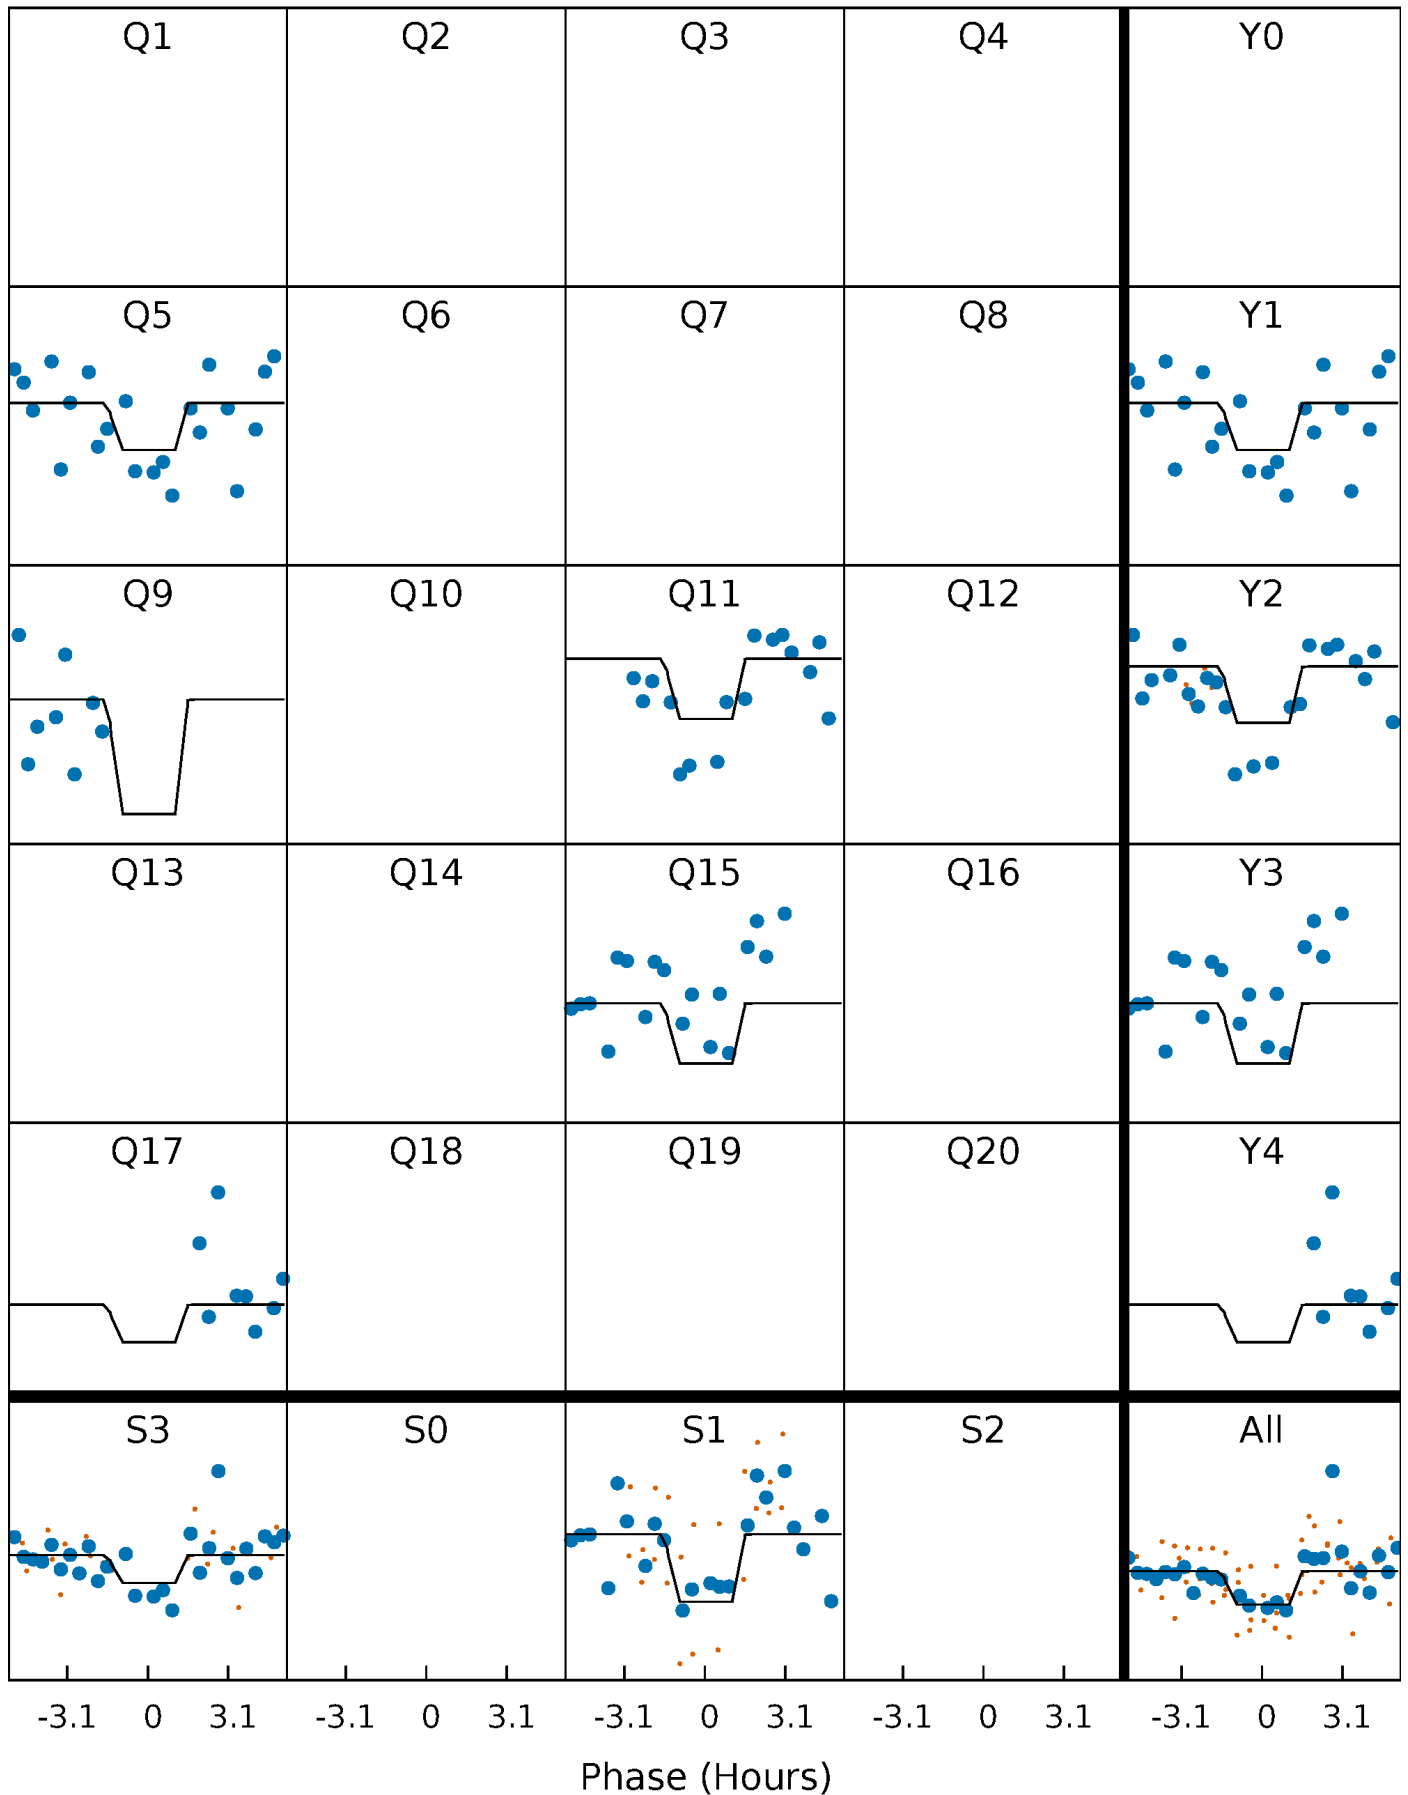 Q1 Q2 Q3 Q4 Y0
Q5 Q6 Q7 Q8 Y1
Q9 Q10 Q11 Q12 Y2
Q13 Q14 Q15 Q16 Y3
Q17 Q18 Q19 Q20 Y4
S3 S0 S1 S2 All
-3.1 0 3.1 -3.1 0 3.1 -3.1 0 3.1 -3.1 0 3.1 -3.1 0 3.1
Phase (Hours)